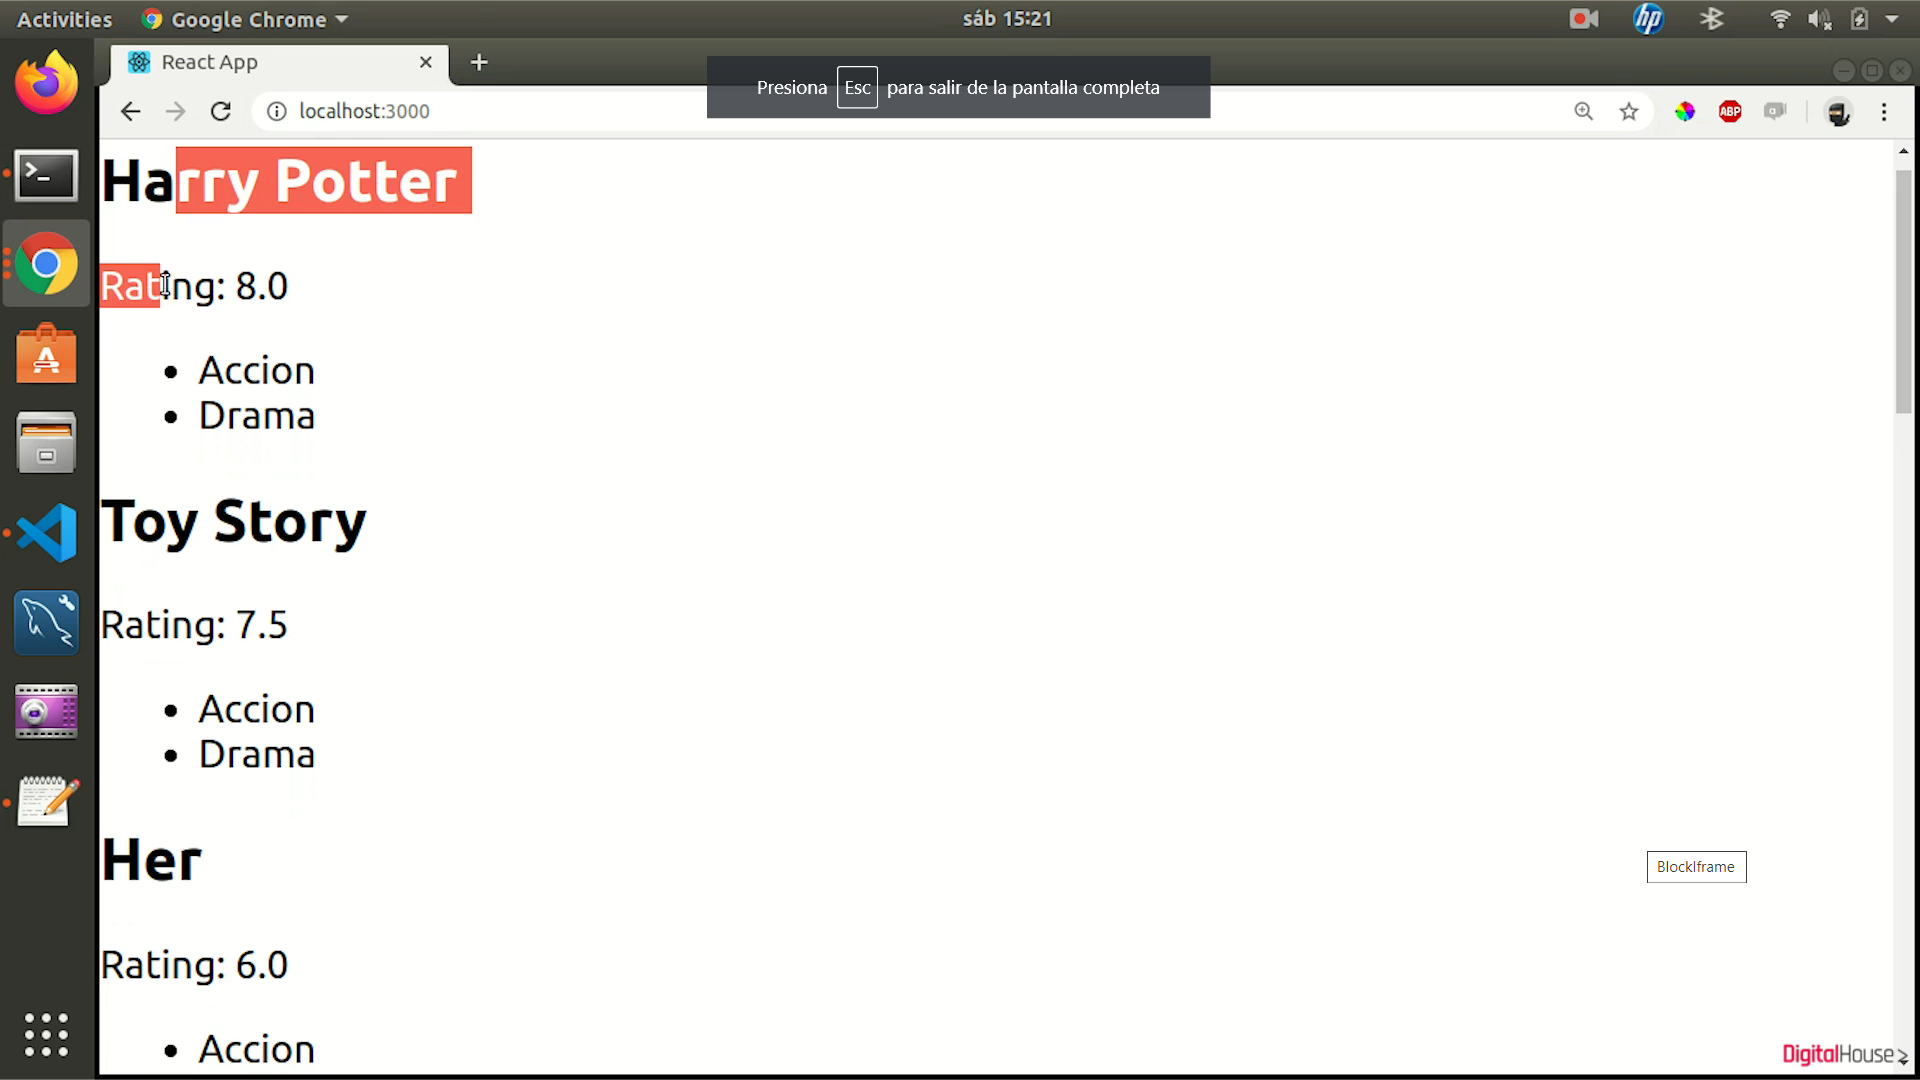 Activities Google Chrome sáb 15:21 hp
React App
Presiona Esc para salir de la pantalla completa
localhost:3000 ABP
Harry Potter
Rating: 8.0
Accion
Drama
Toy Story
Rating: 7.5
Accion
Drama
Her
BlockIframe
Rating: 6.0
Accion
DigitalHouse>